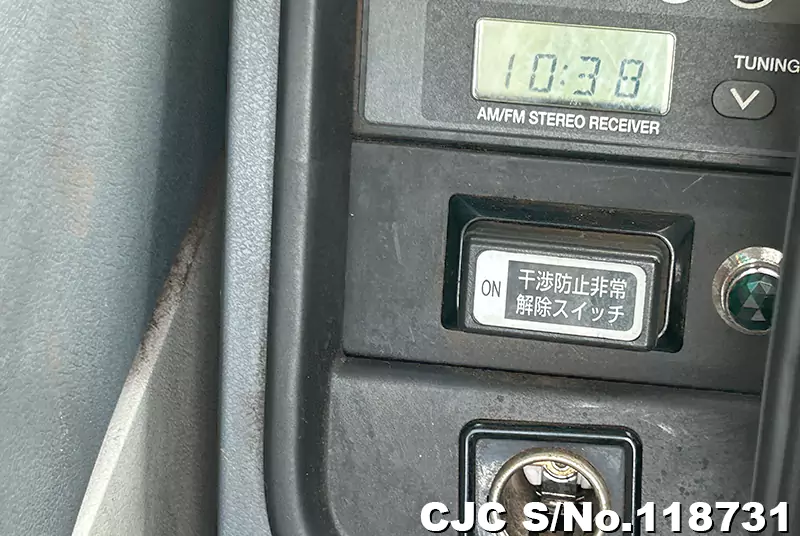 10:38
TUNING
AM/FM STEREO RECEIVER
ON
干渉防止非常
解除スイッチ
CJC S/No.118731